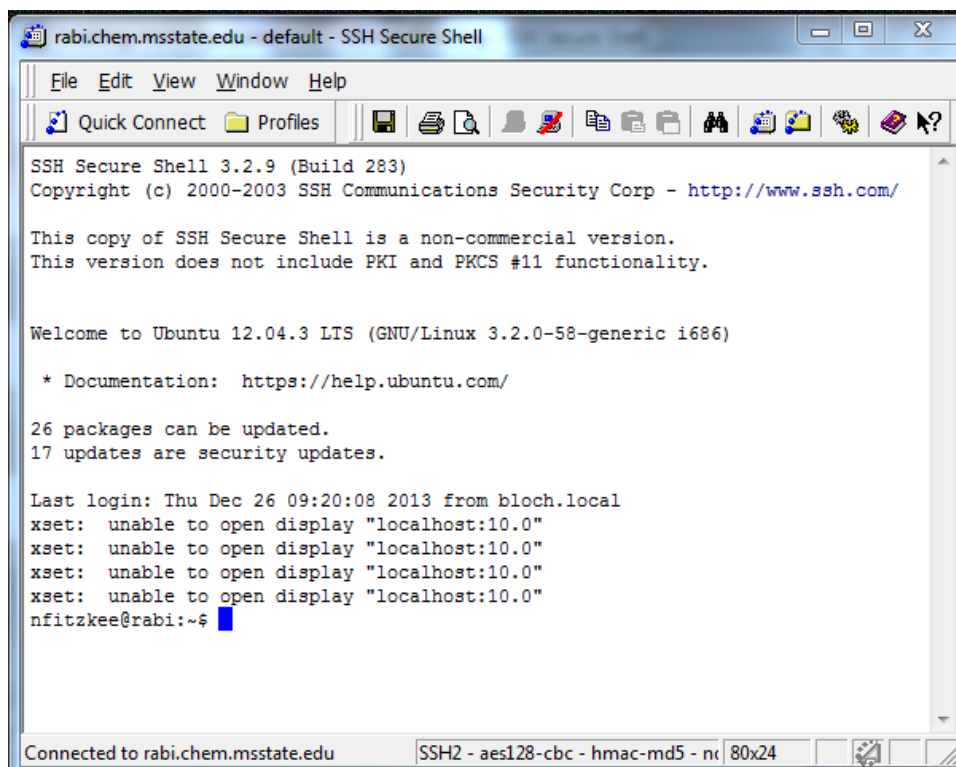 rabi.chem.msstate.edu - default - SSH Secure Shell
File Edit View Window Help
Quick Connect Profiles
SSH Secure Shell 3.2.9 (Build 283)
Copyright (c) 2000-2003 SSH Communications Security Corp - http://www.ssh.com/
This copy of SSH Secure Shell is a non-commercial version.
This version does not include PKI and PKCS #11 functionality.
Welcome to Ubuntu 12.04.3 LTS (GNU/Linux 3.2.0-58-generic i686)
* Documentation: https://help.ubuntu.com/
26 packages can be updated.
17 updates are security updates.
Last login: Thu Dec 26 09:20:08 2013 from bloch.local
xset: unable to open display "localhost:10.0"
xset: unable to open display "localhost:10.0"
xset: unable to open display "localhost:10.0"
xset: unable to open display "localhost:10.0"
nfitzkee@rabi:~$
Connected to rabi.chem.msstate.edu SSH2 - aes128-cbc - hmac-md5 - 80x24